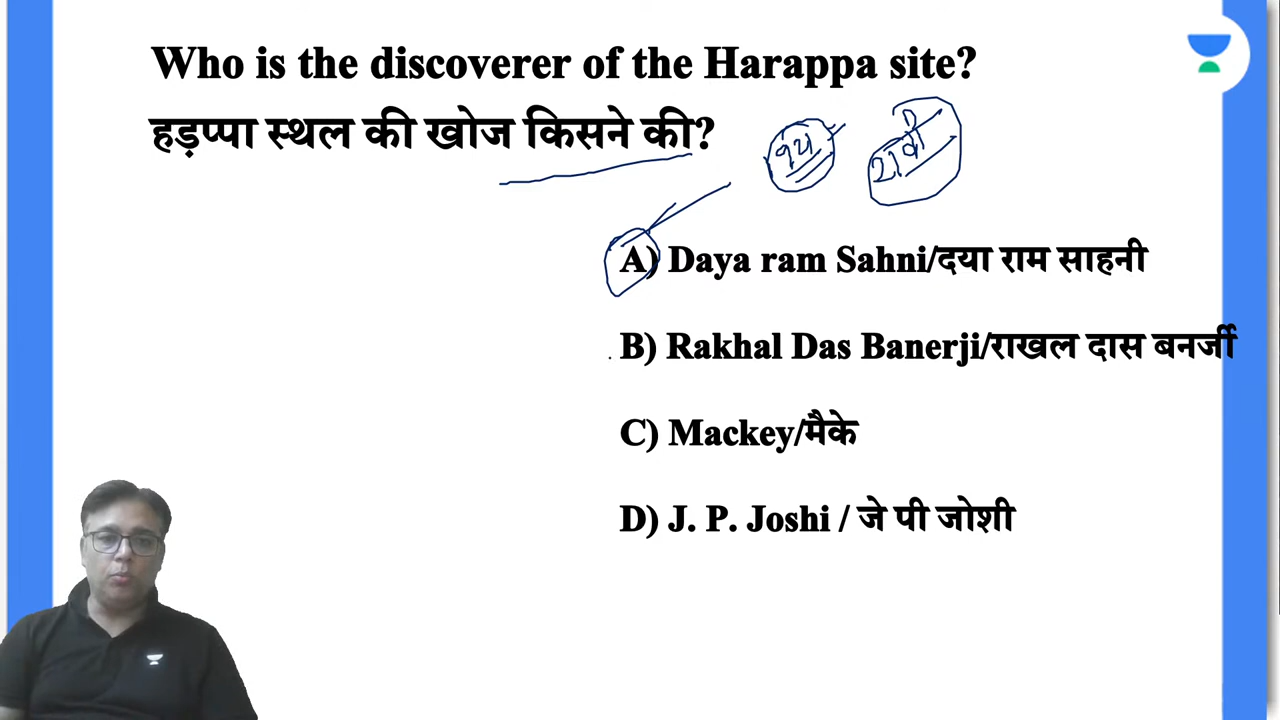 Who is the discoverer of the Harappa site?
हड़प्पा स्थल की खोज किसने की?
रावी
A) Daya ram Sahni/दया राम साहनी
B) Rakhal Das Banerji/राखल दास बनर्जी
C) Mackey/मैके
D) J. P. Joshi / जे पी जोशी